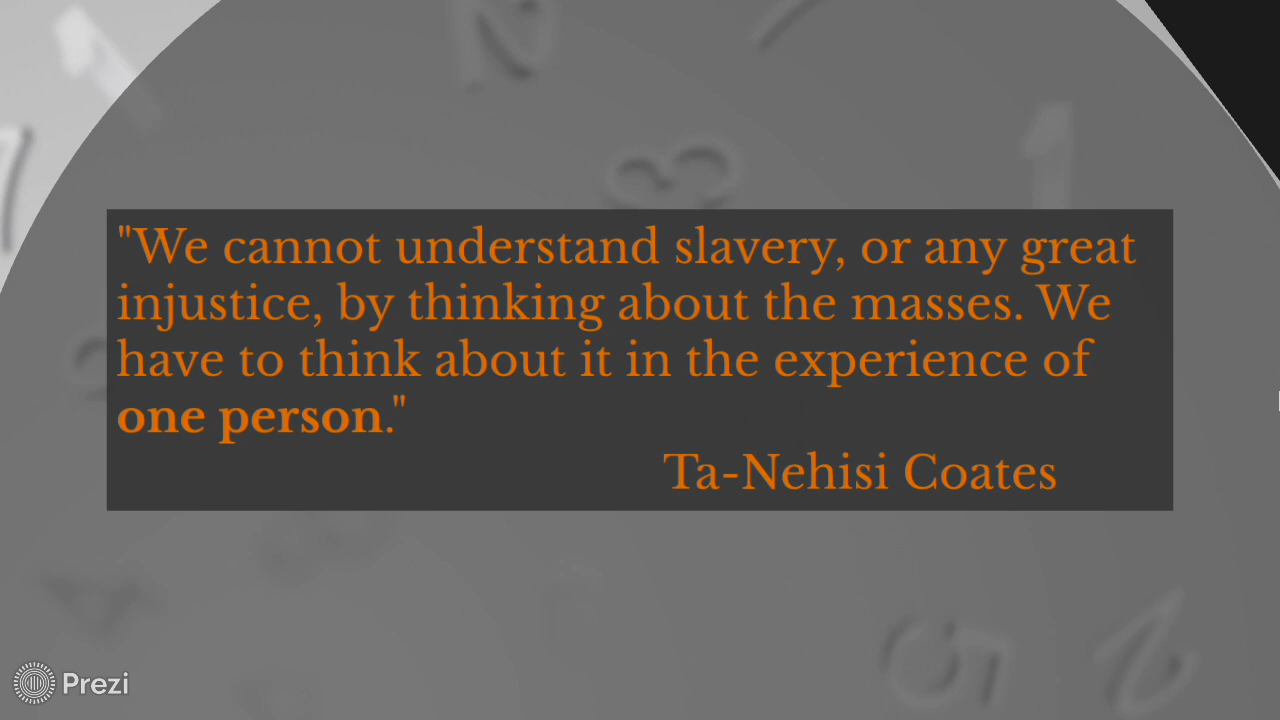 "We cannot understand slavery, or any great
injustice, by thinking about the masses. We
have to think about it in the experience of
one person."
Ta-Nehisi Coates
Prezi